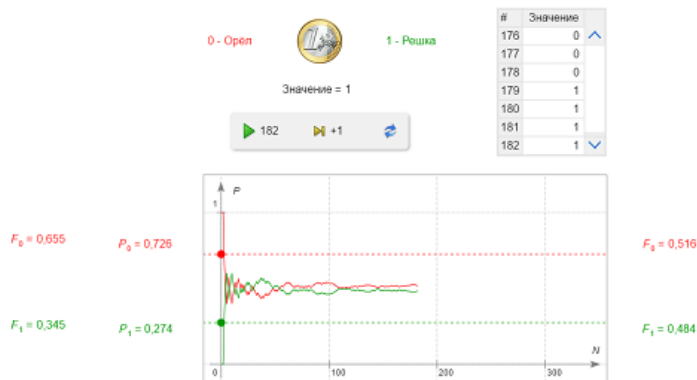 0 - Орёл
1 - Решка
Значение = 1
182
+1
# Значение
176 0
177 0
178 0
179 1
180 1
181 1
182 1
P
1
F₀ = 0,655
P₀ = 0,726
F₀ = 0,516
F₁ = 0,345
P₁ = 0,274
F₁ = 0,484
N
0 100 200 300